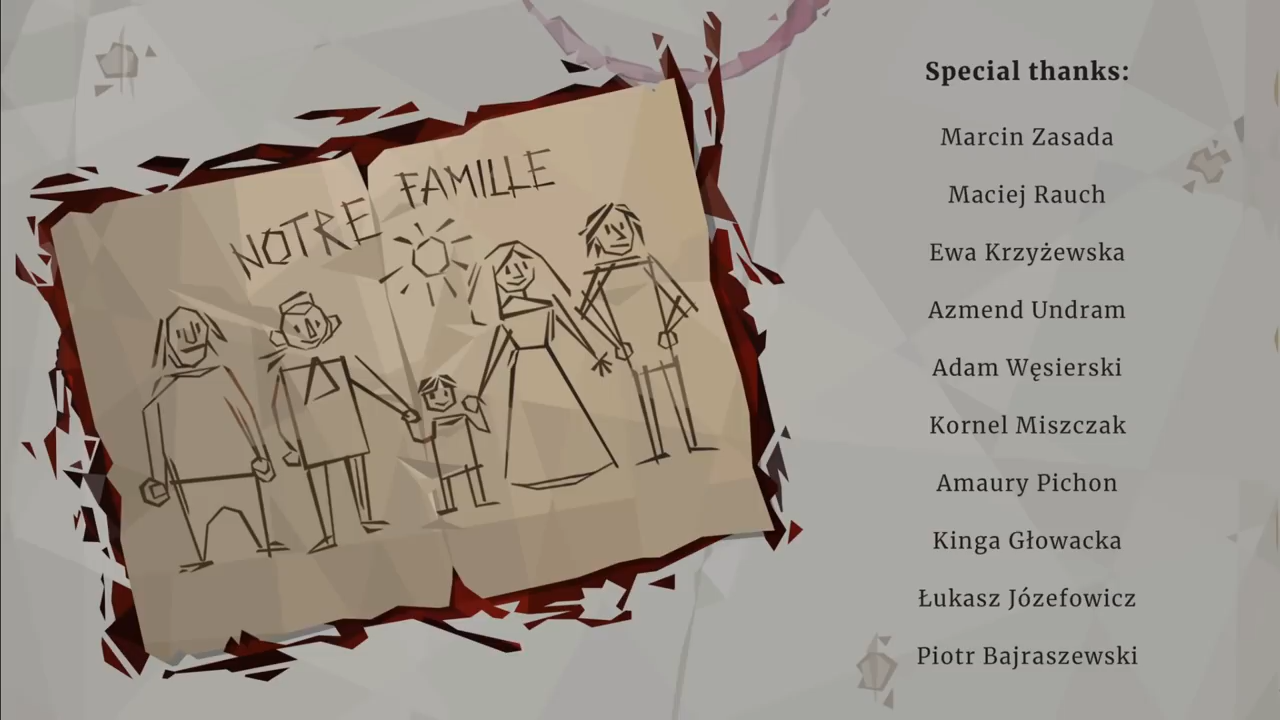 NOTRE FAMILLE
Special thanks:
Marcin Zasada
Maciej Rauch
Ewa Krzyżewska
Azmend Undram
Adam Węsierski
Kornel Miszczak
Amaury Pichon
Kinga Głowacka
Łukasz Józefowicz
Piotr Bajraszewski